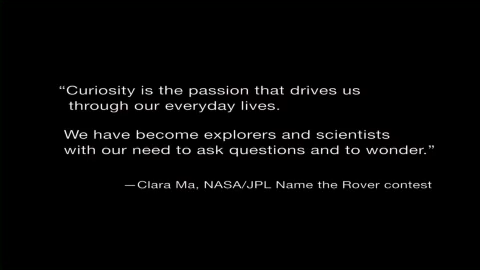 “Curiosity is the passion that drives us
through our everyday lives.
We have become explorers and scientists
with our need to ask questions and to wonder.”
—Clara Ma, NASA/JPL Name the Rover contest